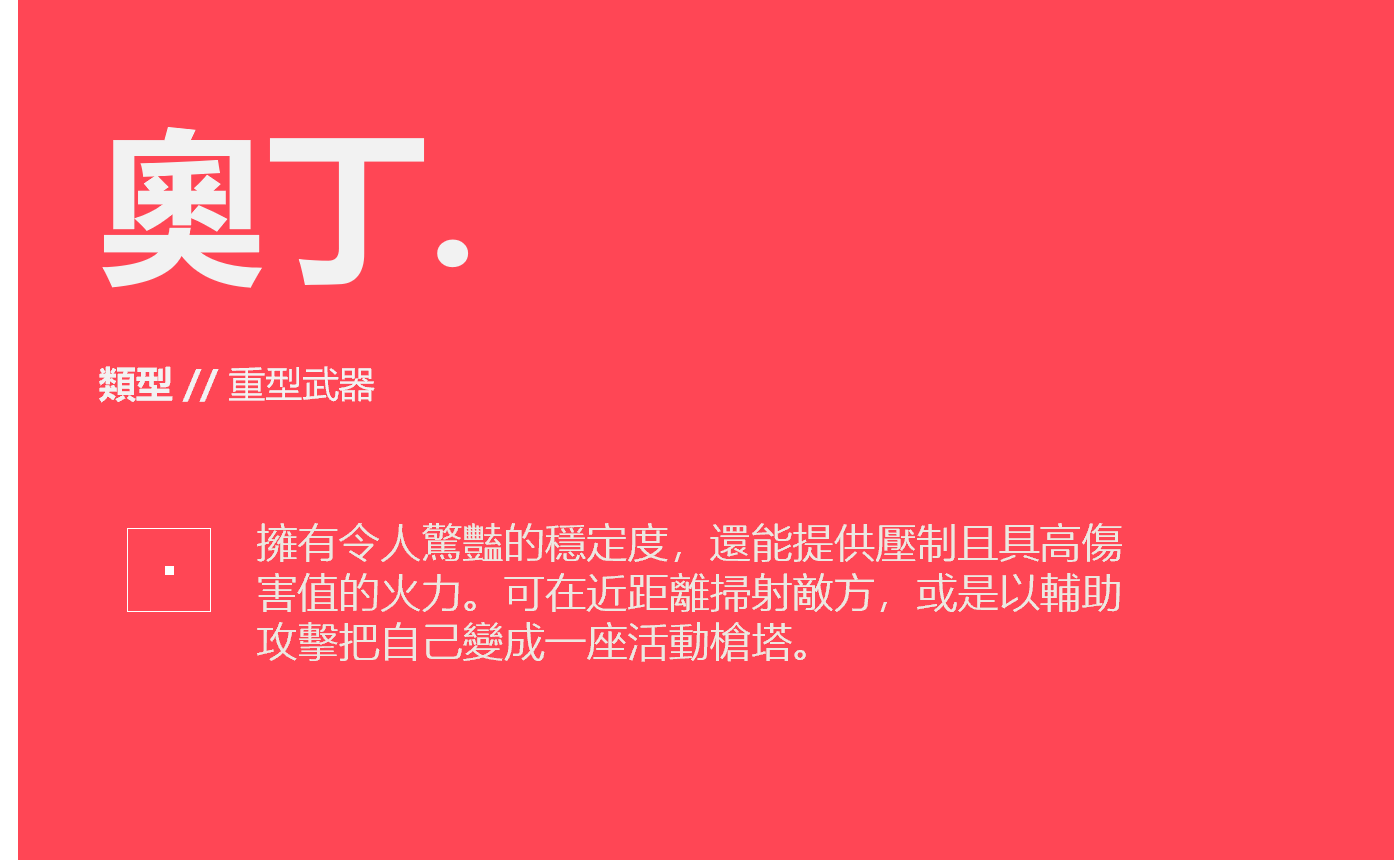 奧丁.
類型 // 重型武器
擁有令人驚豔的穩定度，還能提供壓制且具高傷
害值的火力。可在近距離掃射敵方，或是以輔助
攻擊把自己變成一座活動槍塔。